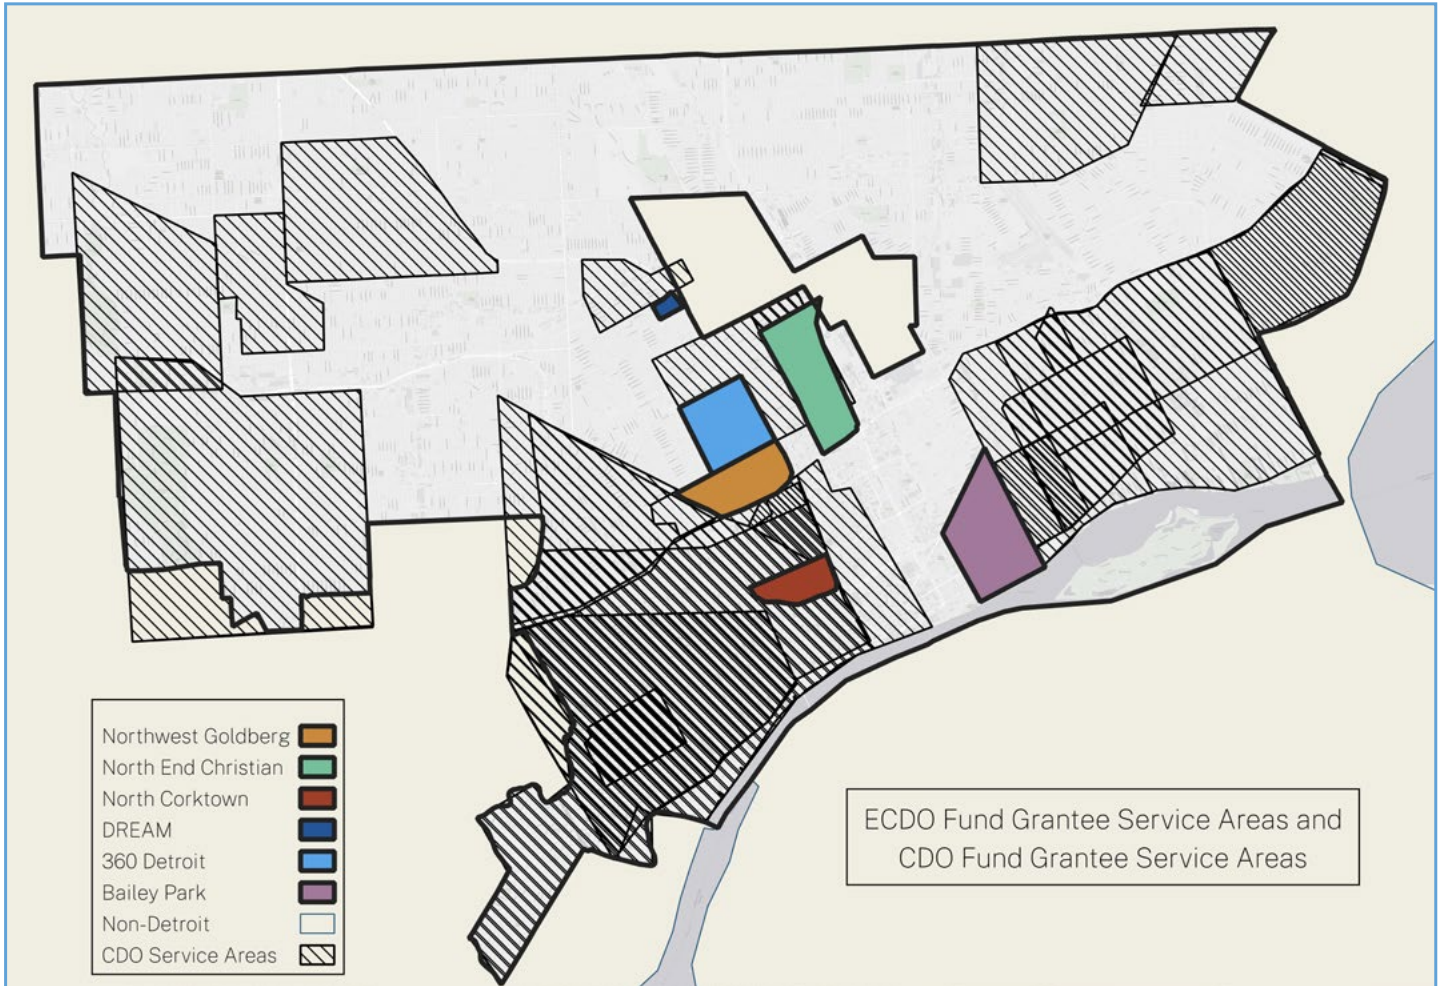 Northwest Goldberg
North End Christian
North Corktown
DREAM
360 Detroit
Bailey Park
Non-Detroit
CDO Service Areas
ECDO Fund Grantee Service Areas and
CDO Fund Grantee Service Areas